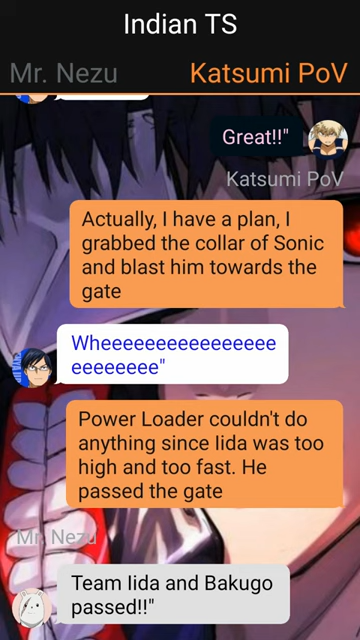 Indian TS
Mr. Nezu
Katsumi PoV
Great!!"
Katsumi PoV
Actually, I have a plan, I
grabbed the collar of Sonic
and blast him towards the
gate
Wheeeeeeeeeeeeeeee
eeeeeeee"
Power Loader couldn't do
anything since Iida was too
high and too fast. He
passed the gate
Mr. Nezu
Team Iida and Bakugo
passed!!"